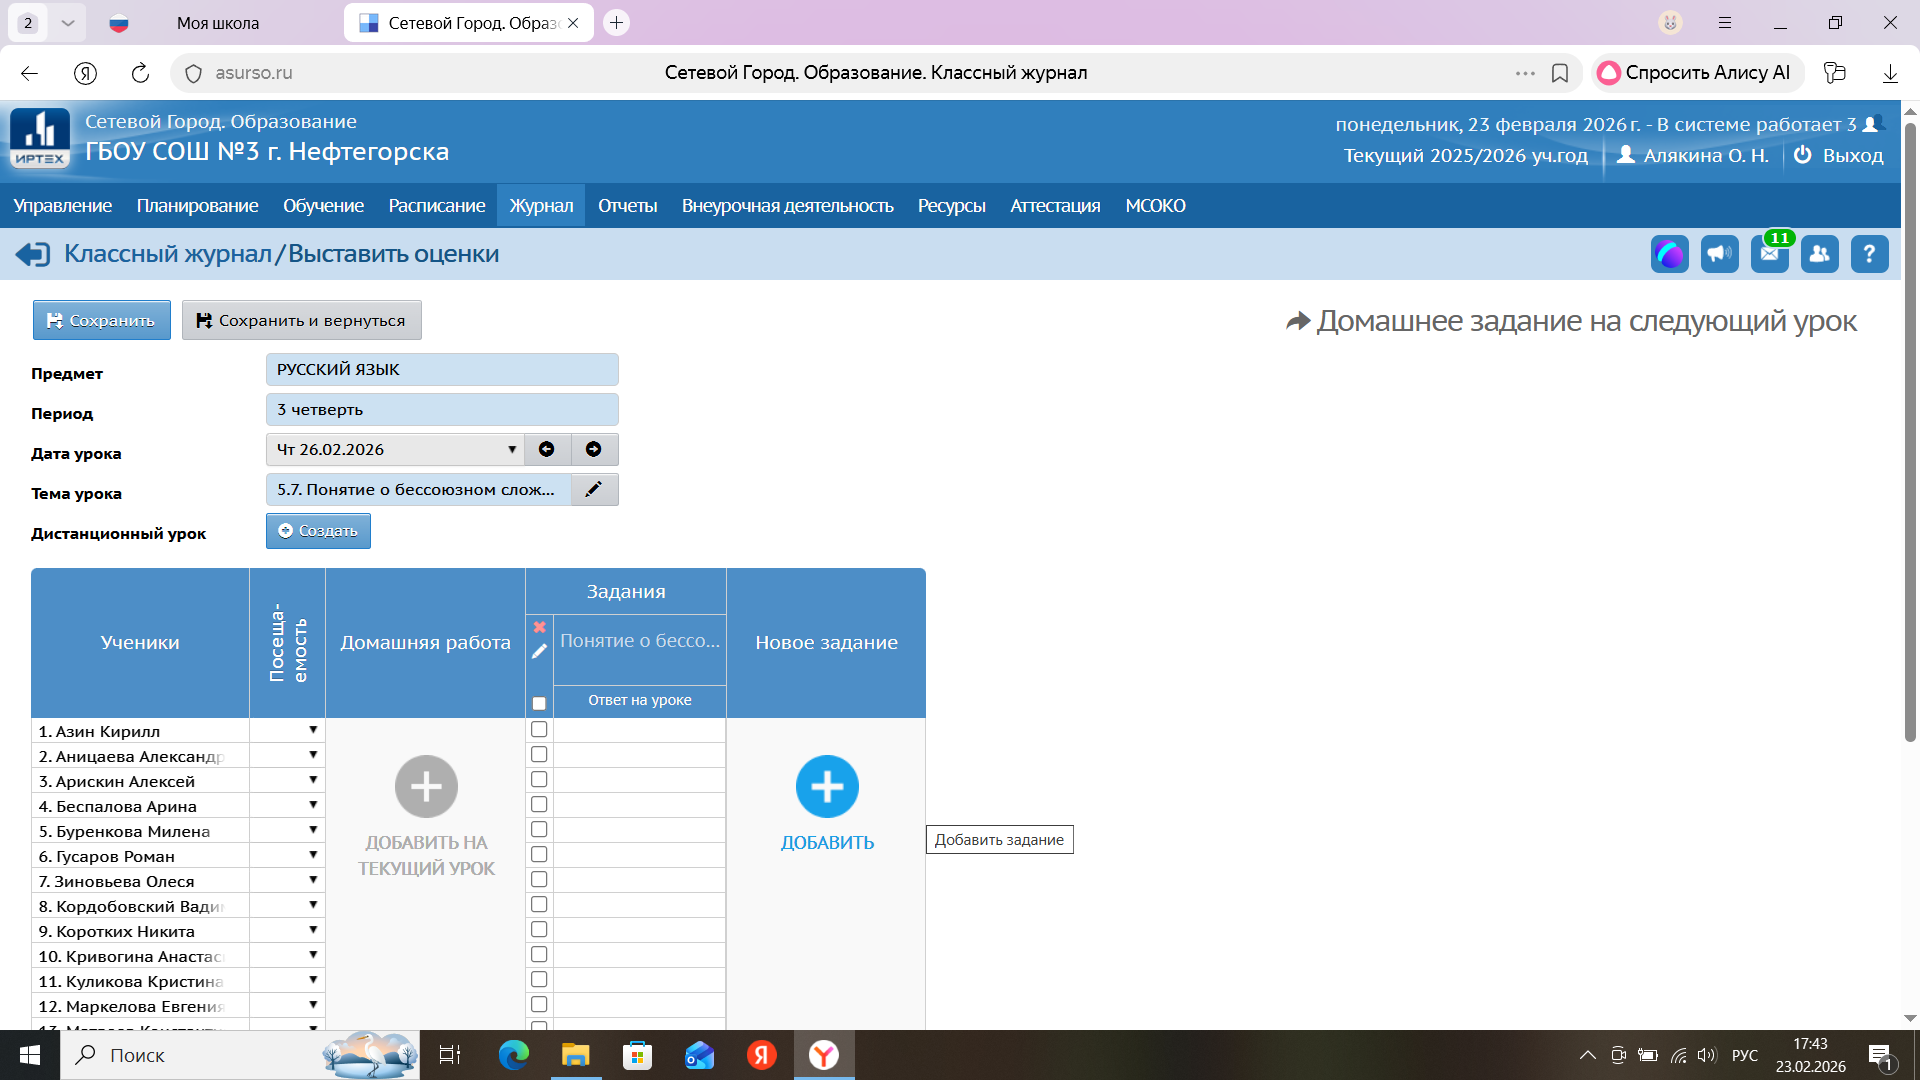 2
Моя школа
Сетевой Город. Образо
asurso.ru
Сетевой Город. Образование. Классный журнал
Спросить Алису AI
ИРТЕХ
Сетевой Город. Образование
ГБОУ СОШ №3 г. Нефтегорска
понедельник, 23 февраля 2026 г. - В системе работает 3
Текущий 2025/2026 уч.год
Алякина О. Н.
Выход
Управление
Планирование
Обучение
Расписание
Журнал
Отчеты
Внеурочная деятельность
Ресурсы
Аттестация
МСОКО
Классный журнал/Выставить оценки
11
?
Сохранить
Сохранить и вернуться
Домашнее задание на следующий урок
Предмет
РУССКИЙ ЯЗЫК
Период
3 четверть
Дата урока
Чт 26.02.2026
Тема урока
5.7. Понятие о бессоюзном слож...
Дистанционный урок
Создать
Ученики
Посеща-
емость
Домашняя работа
Задания
Понятие о бессо...
Ответ на уроке
Новое задание
1. Азин Кирилл
2. Аницаева Александр
3. Арискин Алексей
4. Беспалова Арина
5. Буренкова Милена
6. Гусаров Роман
7. Зиновьева Олеся
8. Кордобовский Вади
9. Коротких Никита
10. Кривогина Анастас
11. Куликова Кристина
12. Маркелова Евгения
ДОБАВИТЬ НА
ТЕКУЩИЙ УРОК
ДОБАВИТЬ
Добавить задание
Поиск
РУС
17:43
23.02.2026
1